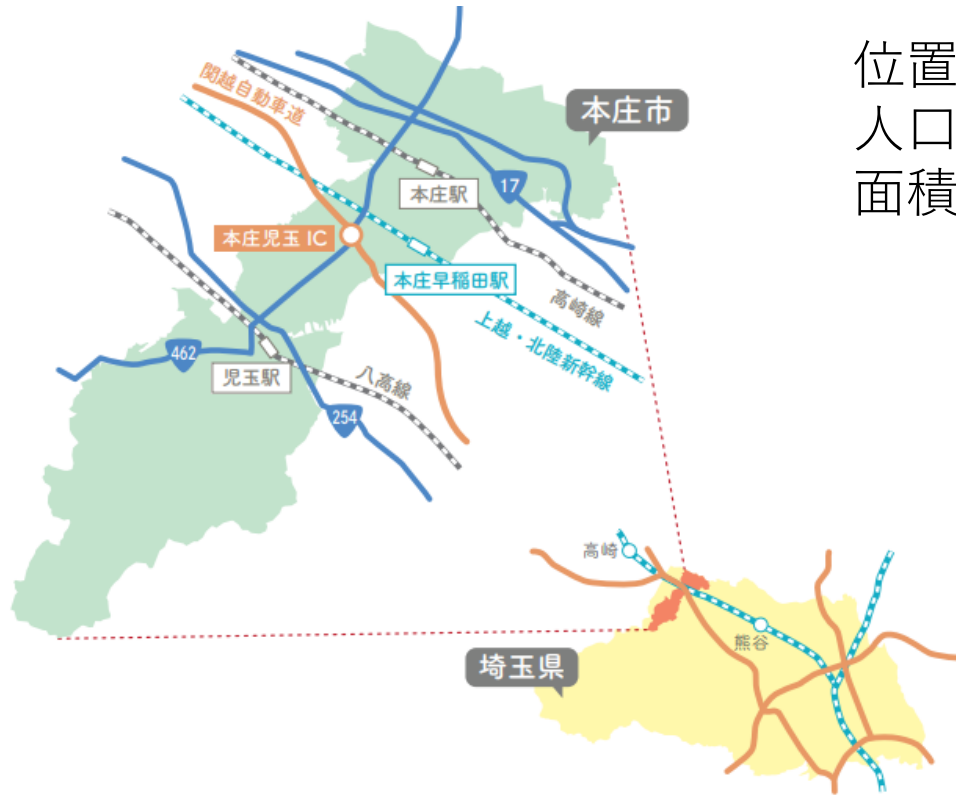 位置
人口
面積
関越自動車道
本庄市
本庄駅
17
本庄児玉 IC
本庄早稲田駅
高崎線
上越・北陸新幹線
462
児玉駅
八高線
254
高崎
熊谷
埼玉県